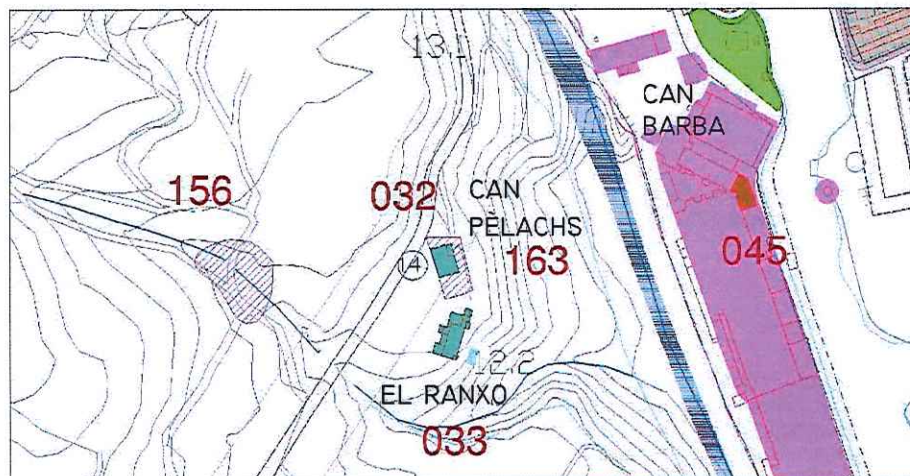 13.1
CAN
BARBA
156
032
CAN
PELACHS
163
045
14
12.2
EL RANXO
033